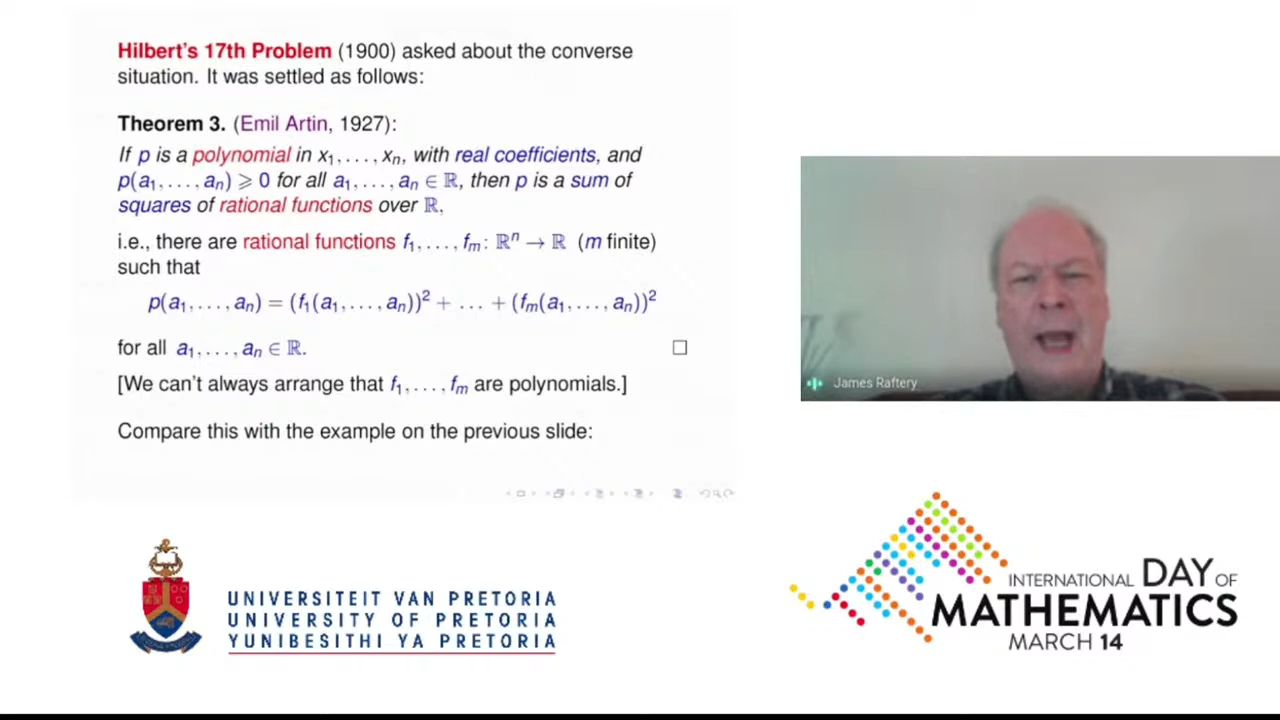 Hilbert's 17th Problem (1900) asked about the converse
situation. It was settled as follows:
Theorem 3. (Emil Artin, 1927):
If p is a polynomial in x₁, . . . , xₙ, with real coefficients, and
p(a₁, . . . , aₙ) ⩾ 0 for all a₁, . . . , aₙ ∈ ℝ, then p is a sum of
squares of rational functions over ℝ.
i.e., there are rational functions f₁, . . . , fₘ : ℝⁿ → ℝ (m finite)
such that
p(a₁, . . . , aₙ) = (f₁(a₁, . . . , aₙ))² + . . . + (fₘ(a₁, . . . , aₙ))²
for all a₁, . . . , aₙ ∈ ℝ. □
[We can't always arrange that f₁, . . . , fₘ are polynomials.]
Compare this with the example on the previous slide:
James Raftery
UNIVERSITEIT VAN PRETORIA
UNIVERSITY OF PRETORIA
YUNIBESITHI YA PRETORIA
INTERNATIONAL DAY OF
MATHEMATICS
MARCH 14